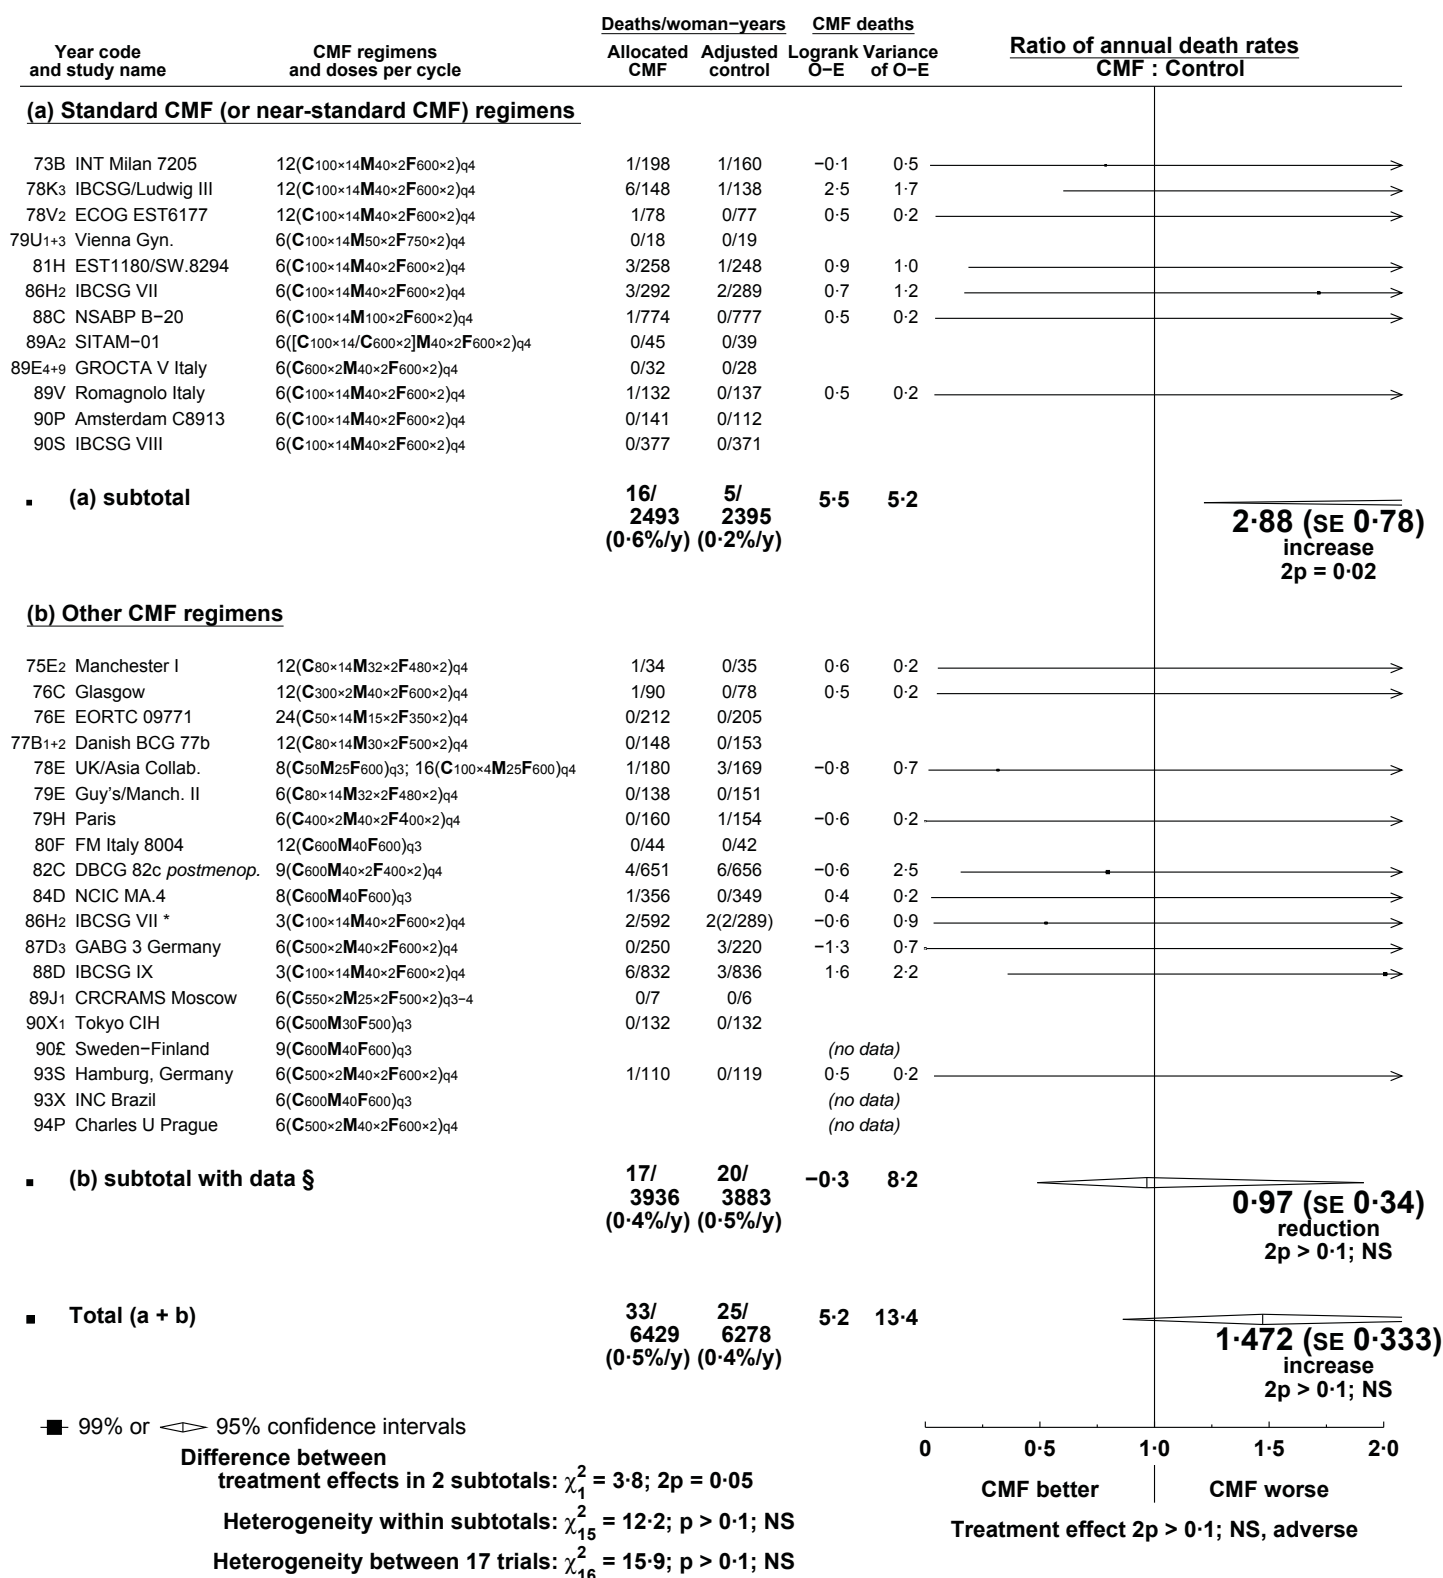 Deaths/woman−years CMF deaths
Year code and study name CMF regimens and doses per cycle Allocated CMF Adjusted control Logrank O−E Variance of O−E Ratio of annual death rates CMF : Control
(a) Standard CMF (or near-standard CMF) regimens
73B INT Milan 7205 12(C100×14M40×2F600×2)q4 1/198 1/160 −0·1 0·5
78K3 IBCSG/Ludwig III 12(C100×14M40×2F600×2)q4 6/148 1/138 2·5 1·7
78V2 ECOG EST6177 12(C100×14M40×2F600×2)q4 1/78 0/77 0·5 0·2
79U1+3 Vienna Gyn. 6(C100×14M50×2F750×2)q4 0/18 0/19
81H EST1180/SW.8294 6(C100×14M40×2F600×2)q4 3/258 1/248 0·9 1·0
86H2 IBCSG VII 6(C100×14M40×2F600×2)q4 3/292 2/289 0·7 1·2
88C NSABP B−20 6(C100×14M100×2F600×2)q4 1/774 0/777 0·5 0·2
89A2 SITAM−01 6([C100×14/C600×2]M40×2F600×2)q4 0/45 0/39
89E4+9 GROCTA V Italy 6(C600×2M40×2F600×2)q4 0/32 0/28
89V Romagnolo Italy 6(C100×14M40×2F600×2)q4 1/132 0/137 0·5 0·2
90P Amsterdam C8913 6(C100×14M40×2F600×2)q4 0/141 0/112
90S IBCSG VIII 6(C100×14M40×2F600×2)q4 0/377 0/371
(a) subtotal 16/ 2493 (0·6%/y) 5/ 2395 (0·2%/y) 5·5 5·2
2·88 (SE 0·78)
increase
2p = 0·02
(b) Other CMF regimens
75E2 Manchester I 12(C80×14M32×2F480×2)q4 1/34 0/35 0·6 0·2
76C Glasgow 12(C300×2M40×2F600×2)q4 1/90 0/78 0·5 0·2
76E EORTC 09771 24(C50×14M15×2F350×2)q4 0/212 0/205
77B1+2 Danish BCG 77b 12(C80×14M30×2F500×2)q4 0/148 0/153
78E UK/Asia Collab. 8(C50M25F600)q3; 16(C100×4M25F600)q4 1/180 3/169 −0·8 0·7
79E Guy's/Manch. II 6(C80×14M32×2F480×2)q4 0/138 0/151
79H Paris 6(C400×2M40×2F400×2)q4 0/160 1/154 −0·6 0·2
80F FM Italy 8004 12(C600M40F600)q3 0/44 0/42
82C DBCG 82c postmenop. 9(C600M40×2F400×2)q4 4/651 6/656 −0·6 2·5
84D NCIC MA.4 8(C600M40F600)q3 1/356 0/349 0·4 0·2
86H2 IBCSG VII * 3(C100×14M40×2F600×2)q4 2/592 2(2/289) −0·6 0·9
87D3 GABG 3 Germany 6(C500×2M40×2F600×2)q4 0/250 3/220 −1·3 0·7
88D IBCSG IX 3(C100×14M40×2F600×2)q4 6/832 3/836 1·6 2·2
89J1 CRCRAMS Moscow 6(C550×2M25×2F500×2)q3−4 0/7 0/6
90X1 Tokyo CIH 6(C500M30F500)q3 0/132 0/132
90£ Sweden−Finland 9(C600M40F600)q3 (no data)
93S Hamburg, Germany 6(C500×2M40×2F600×2)q4 1/110 0/119 0·5 0·2
93X INC Brazil 6(C600M40F600)q3 (no data)
94P Charles U Prague 6(C500×2M40×2F600×2)q4 (no data)
(b) subtotal with data § 17/ 3936 (0·4%/y) 20/ 3883 (0·5%/y) −0·3 8·2
0·97 (SE 0·34)
reduction
2p > 0·1; NS
Total (a + b) 33/ 6429 (0·5%/y) 25/ 6278 (0·4%/y) 5·2 13·4
1·472 (SE 0·333)
increase
2p > 0·1; NS
99% or 95% confidence intervals
0 0·5 1·0 1·5 2·0
Difference between
treatment effects in 2 subtotals: χ²₁ = 3·8; 2p = 0·05
CMF better CMF worse
Heterogeneity within subtotals: χ²₁₅ = 12·2; p > 0·1; NS
Treatment effect 2p > 0·1; NS, adverse
Heterogeneity between 17 trials: χ²₁₆ = 15·9; p > 0·1; NS